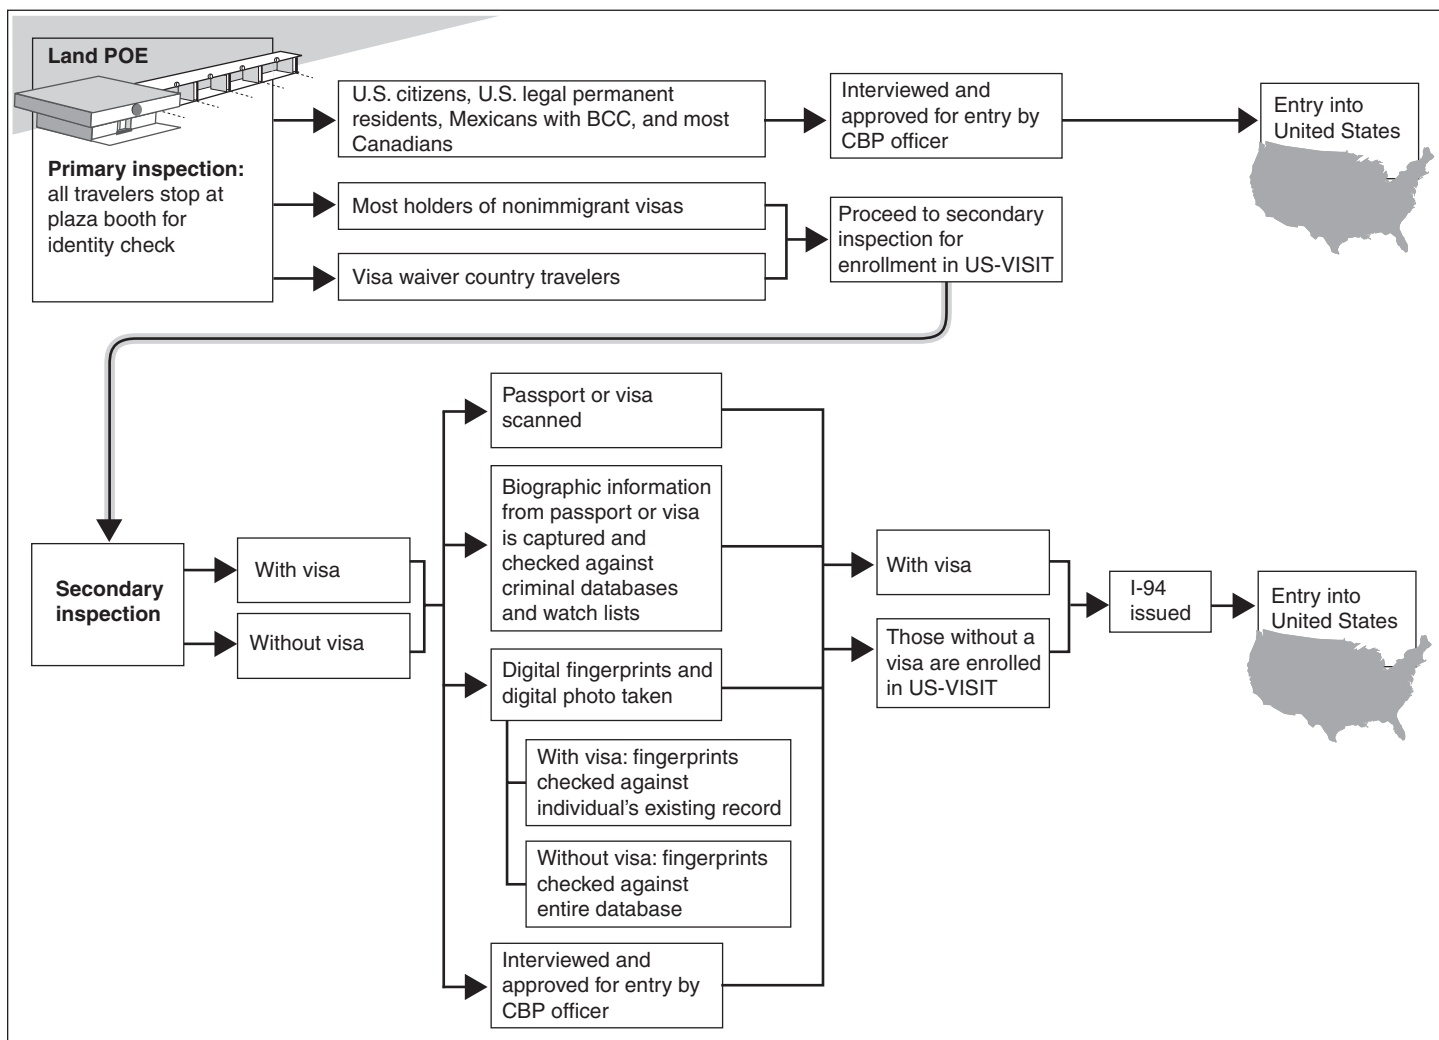 Land POE
Primary inspection:
all travelers stop at
plaza booth for
identity check
U.S. citizens, U.S. legal permanent
residents, Mexicans with BCC, and most
Canadians
Interviewed and
approved for entry by
CBP officer
Entry into
United States
Most holders of nonimmigrant visas
Visa waiver country travelers
Proceed to secondary
inspection for
enrollment in US-VISIT
Secondary
inspection
With visa
Without visa
Passport or visa
scanned
Biographic information
from passport or visa
is captured and
checked against
criminal databases
and watch lists
Digital fingerprints and
digital photo taken
With visa: fingerprints
checked against
individual’s existing record
Without visa: fingerprints
checked against
entire database
Interviewed and
approved for entry by
CBP officer
With visa
Those without a
visa are enrolled
in US-VISIT
I-94
issued
Entry into
United States